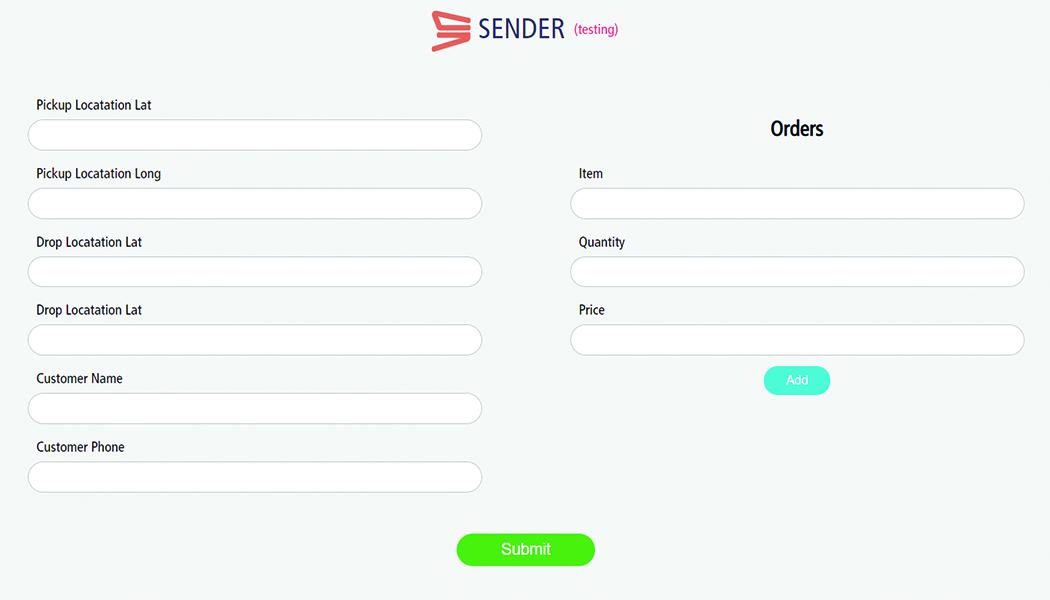 SENDER (testing)
Pickup Locatation Lat
Pickup Locatation Long
Drop Locatation Lat
Drop Locatation Lat
Customer Name
Customer Phone
Orders
Item
Quantity
Price
Add
Submit